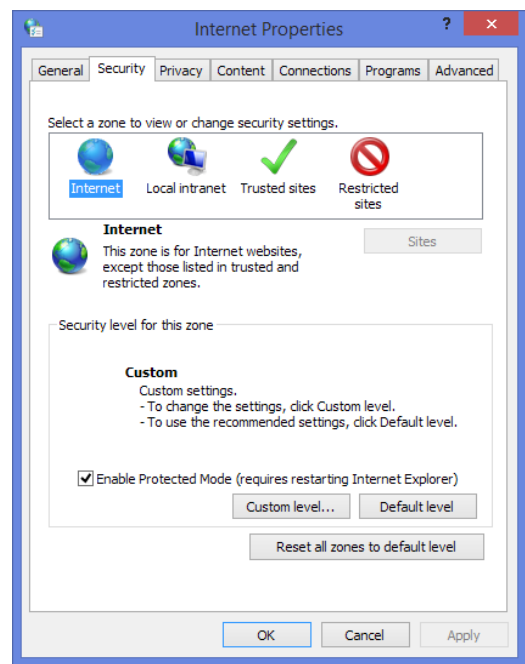 Internet Properties
?
×
General Security Privacy Content Connections Programs Advanced
Select a zone to view or change security settings.
Internet Local intranet Trusted sites Restricted
sites
Internet
Sites
This zone is for Internet websites,
except those listed in trusted and
restricted zones.
Security level for this zone
Custom
Custom settings.
- To change the settings, click Custom level.
- To use the recommended settings, click Default level.
Enable Protected Mode (requires restarting Internet Explorer)
Custom level... Default level
Reset all zones to default level
OK Cancel Apply